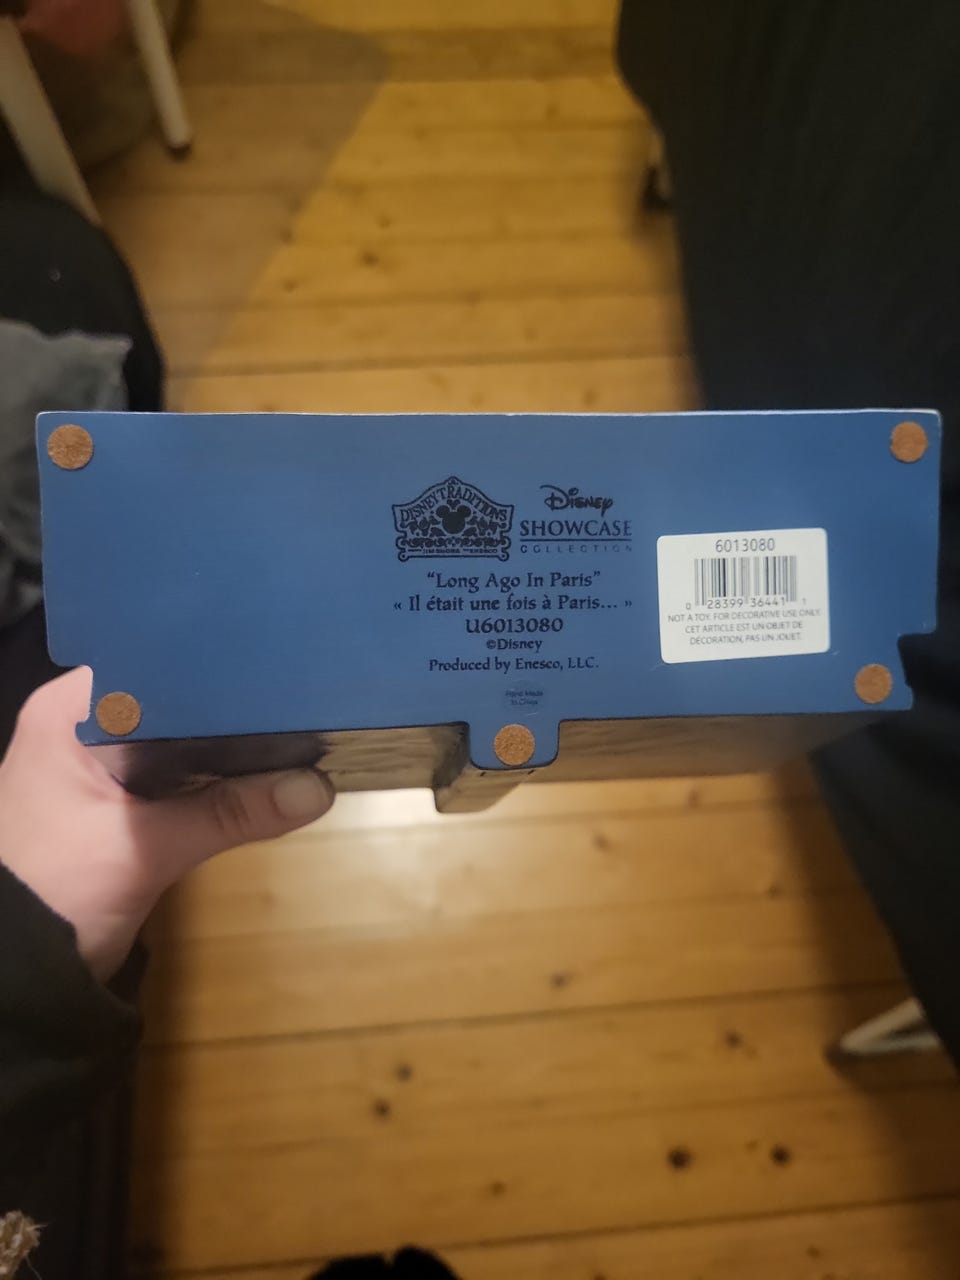 DISNEY TRADITIONS
JIM SHORE ENESCO
Disney
SHOWCASE
COLLECTION
"Long Ago In Paris"
« Il était une fois à Paris... »
U6013080
©Disney
Produced by Enesco, LLC.
Hand Made
In China
6013080
0 28399 36441 1
NOT A TOY. FOR DECORATIVE USE ONLY.
CET ARTICLE EST UN OBJET DE
DÉCORATION, PAS UN JOUET.